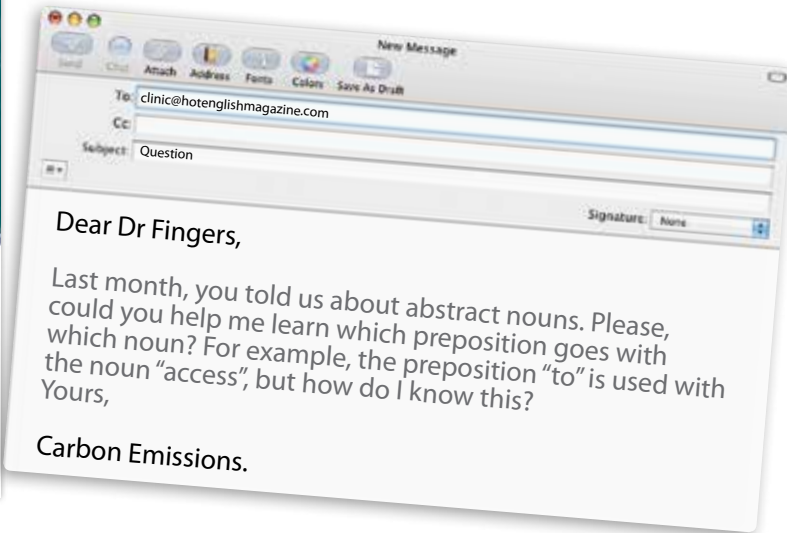 New Message
Send Chat Attach Address Fonts Colors Save As Draft
To: clinic@hotenglishmagazine.com
Cc:
Subject: Question
Signature: None
Dear Dr Fingers,
Last month, you told us about abstract nouns. Please,
could you help me learn which preposition goes with
which noun? For example, the preposition “to” is used with
the noun “access”, but how do I know this?
Yours,
Carbon Emissions.